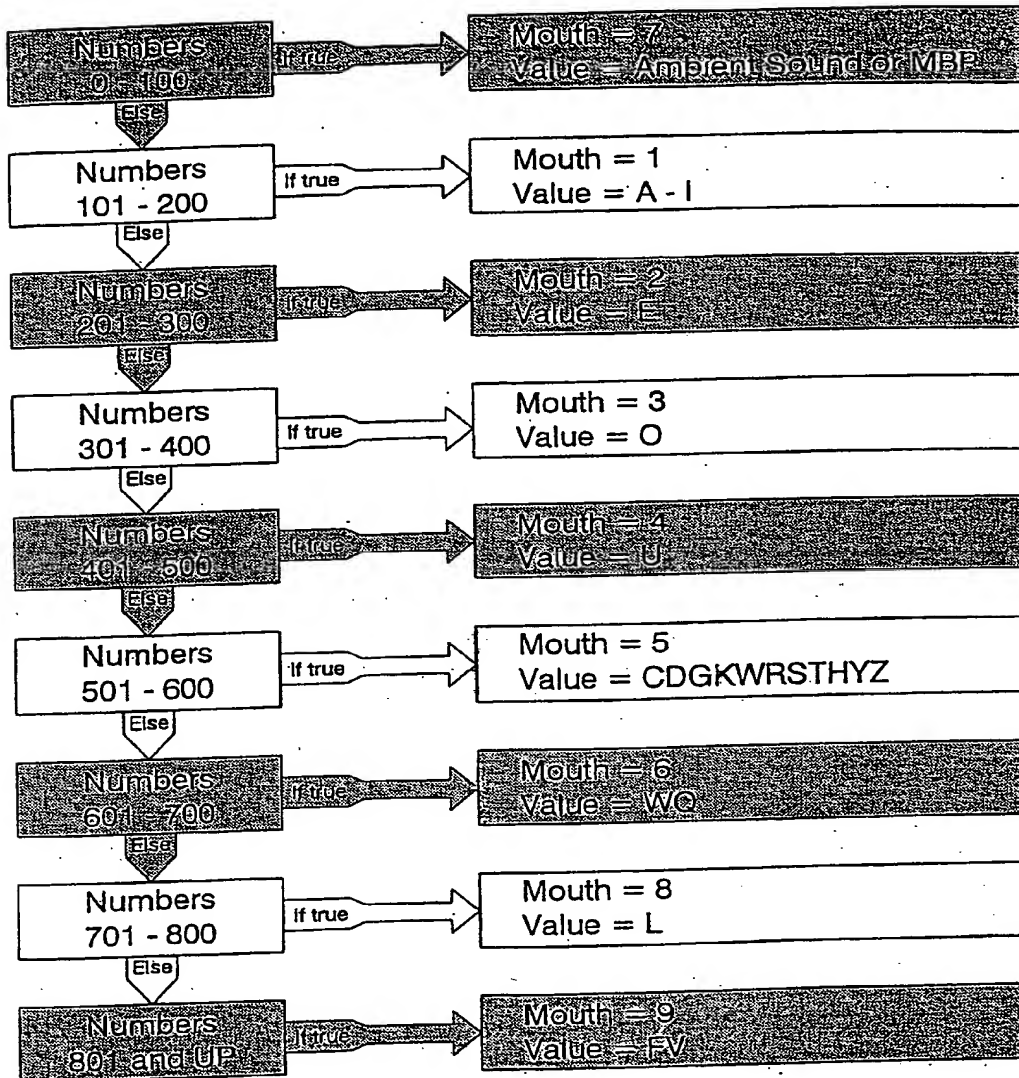 Numbers
0 - 100
If true
Mouth = 7
Value = Ambient Sound or MBP
Else
Numbers
101 - 200
If true
Mouth = 1
Value = A - I
Else
Numbers
201 - 300
If true
Mouth = 2
Value = E
Else
Numbers
301 - 400
If true
Mouth = 3
Value = O
Else
Numbers
401 - 500
If true
Mouth = 4
Value = U
Else
Numbers
501 - 600
If true
Mouth = 5
Value = CDGKWRSTHYZ
Else
Numbers
601 - 700
If true
Mouth = 6
Value = WQ
Else
Numbers
701 - 800
If true
Mouth = 8
Value = L
Else
Numbers
801 and UP
If true
Mouth = 9
Value = FV